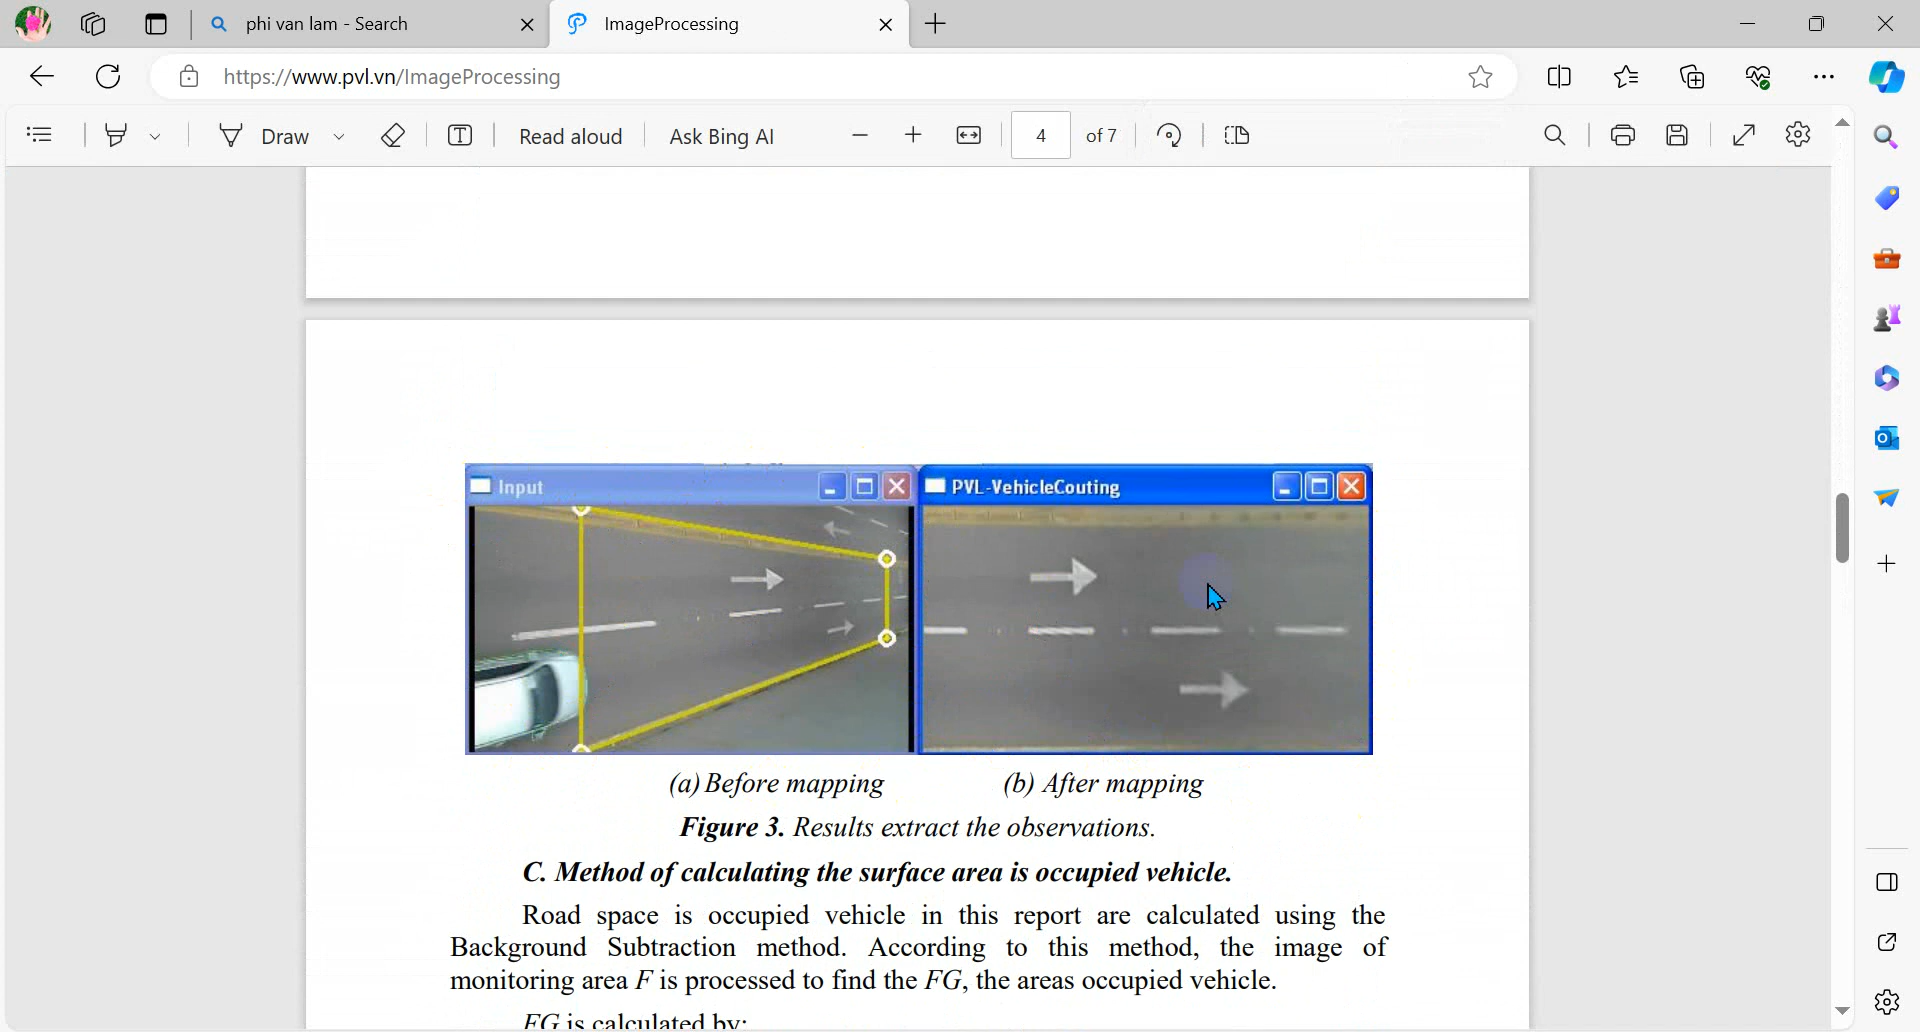 phi van lam - Search
ImageProcessing
https://www.pvl.vn/ImageProcessing
Draw
Read aloud
Ask Bing AI
4
of 7
Input
PVL-VehicleCouting
(a) Before mapping
(b) After mapping
Figure 3. Results extract the observations.
C. Method of calculating the surface area is occupied vehicle.
Road space is occupied vehicle in this report are calculated using the
Background Subtraction method. According to this method, the image of
monitoring area F is processed to find the FG, the areas occupied vehicle.
FG is calculated by: